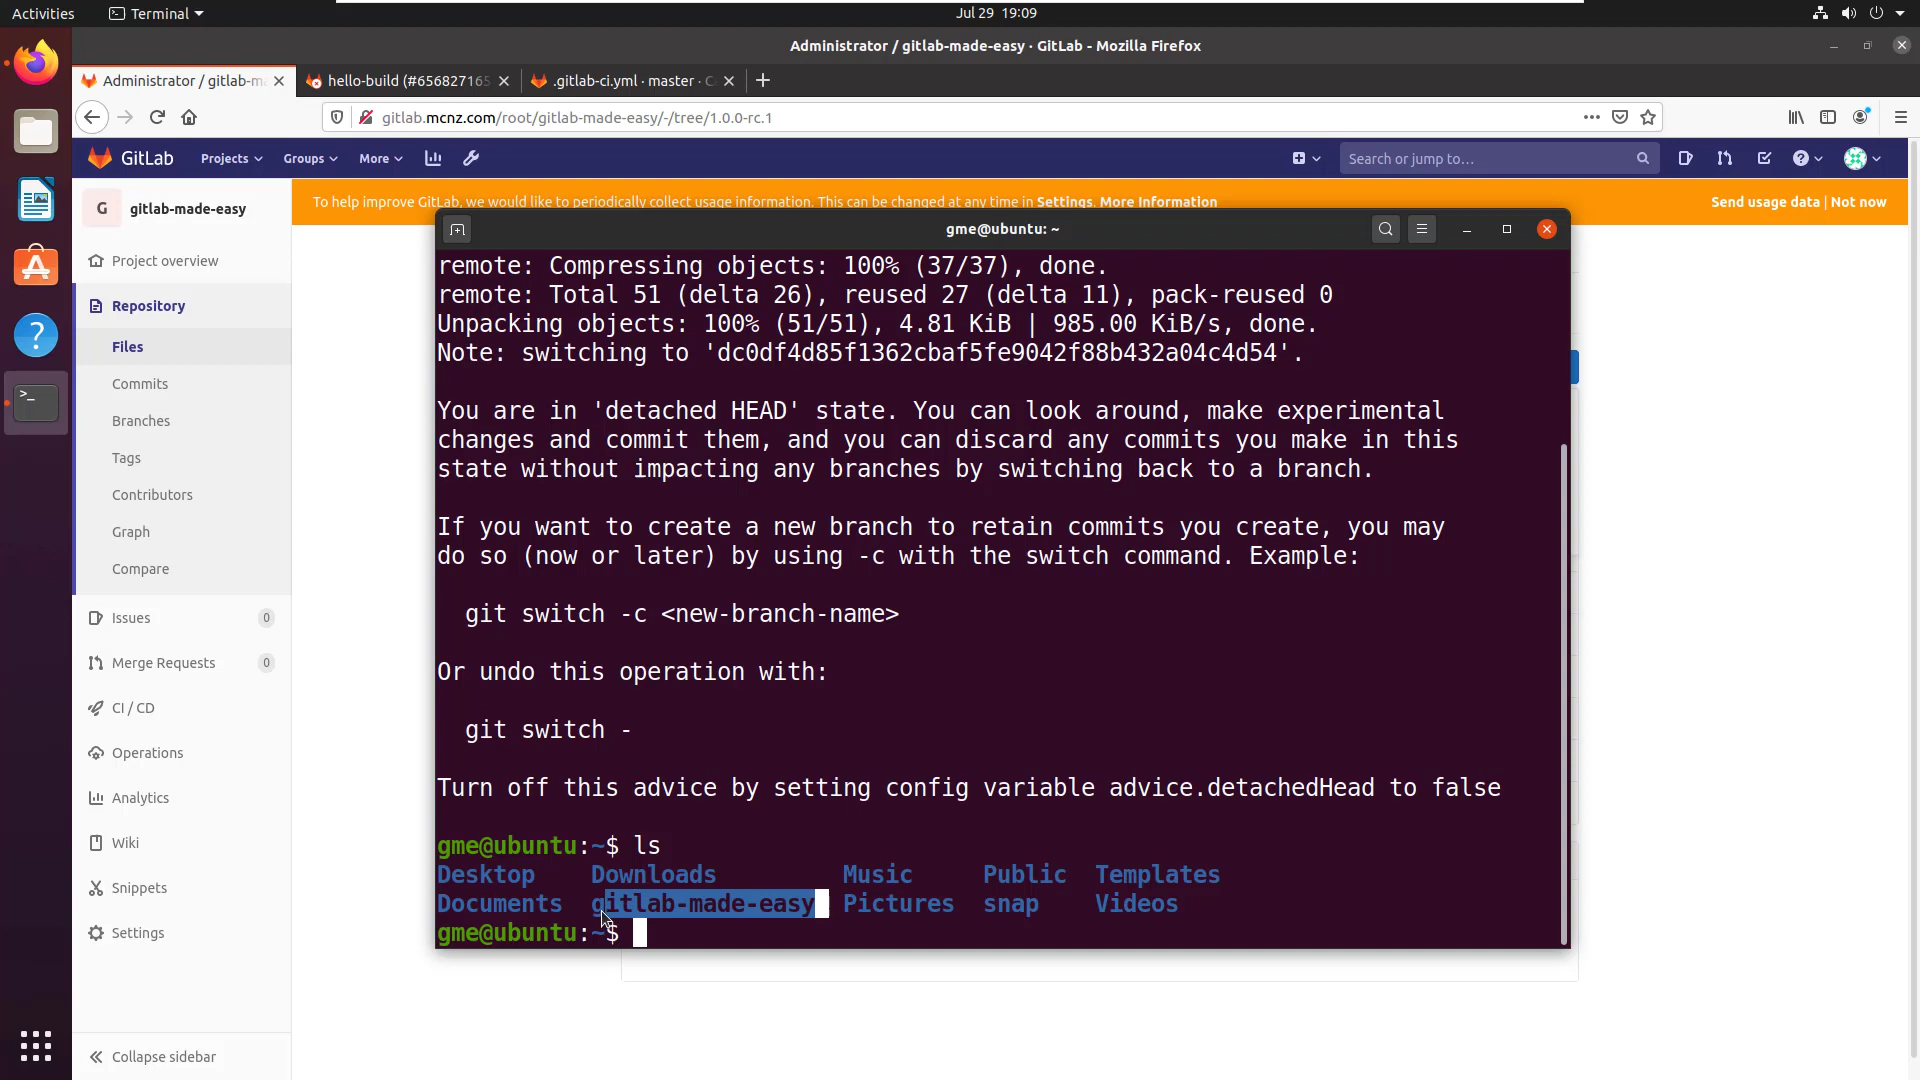 Activities Terminal Jul 29 19:09
Administrator / gitlab-made-easy · GitLab - Mozilla Firefox
Administrator / gitlab-m hello-build (#65682716 .gitlab-ci.yml · master ·
gitlab.mcnz.com/root/gitlab-made-easy/-/tree/1.0.0-rc.1
GitLab Projects Groups More Search or jump to…
G gitlab-made-easy
To help improve GitLab, we would like to periodically collect usage information. This can be changed at any time in Settings. More Information Send usage data | Not now
Project overview
Repository
Files
Commits
Branches
Tags
Contributors
Graph
Compare
Issues 0
Merge Requests 0
CI / CD
Operations
Analytics
Wiki
Snippets
Settings
Collapse sidebar
gme@ubuntu: ~
remote: Compressing objects: 100% (37/37), done.
remote: Total 51 (delta 26), reused 27 (delta 11), pack-reused 0
Unpacking objects: 100% (51/51), 4.81 KiB | 985.00 KiB/s, done.
Note: switching to 'dc0df4d85f1362cbaf5fe9042f88b432a04c4d54'.
You are in 'detached HEAD' state. You can look around, make experimental
changes and commit them, and you can discard any commits you make in this
state without impacting any branches by switching back to a branch.
If you want to create a new branch to retain commits you create, you may
do so (now or later) by using -c with the switch command. Example:
git switch -c <new-branch-name>
Or undo this operation with:
git switch -
Turn off this advice by setting config variable advice.detachedHead to false
gme@ubuntu:~$ ls
Desktop Downloads Music Public Templates
Documents gitlab-made-easy Pictures snap Videos
gme@ubuntu:~$